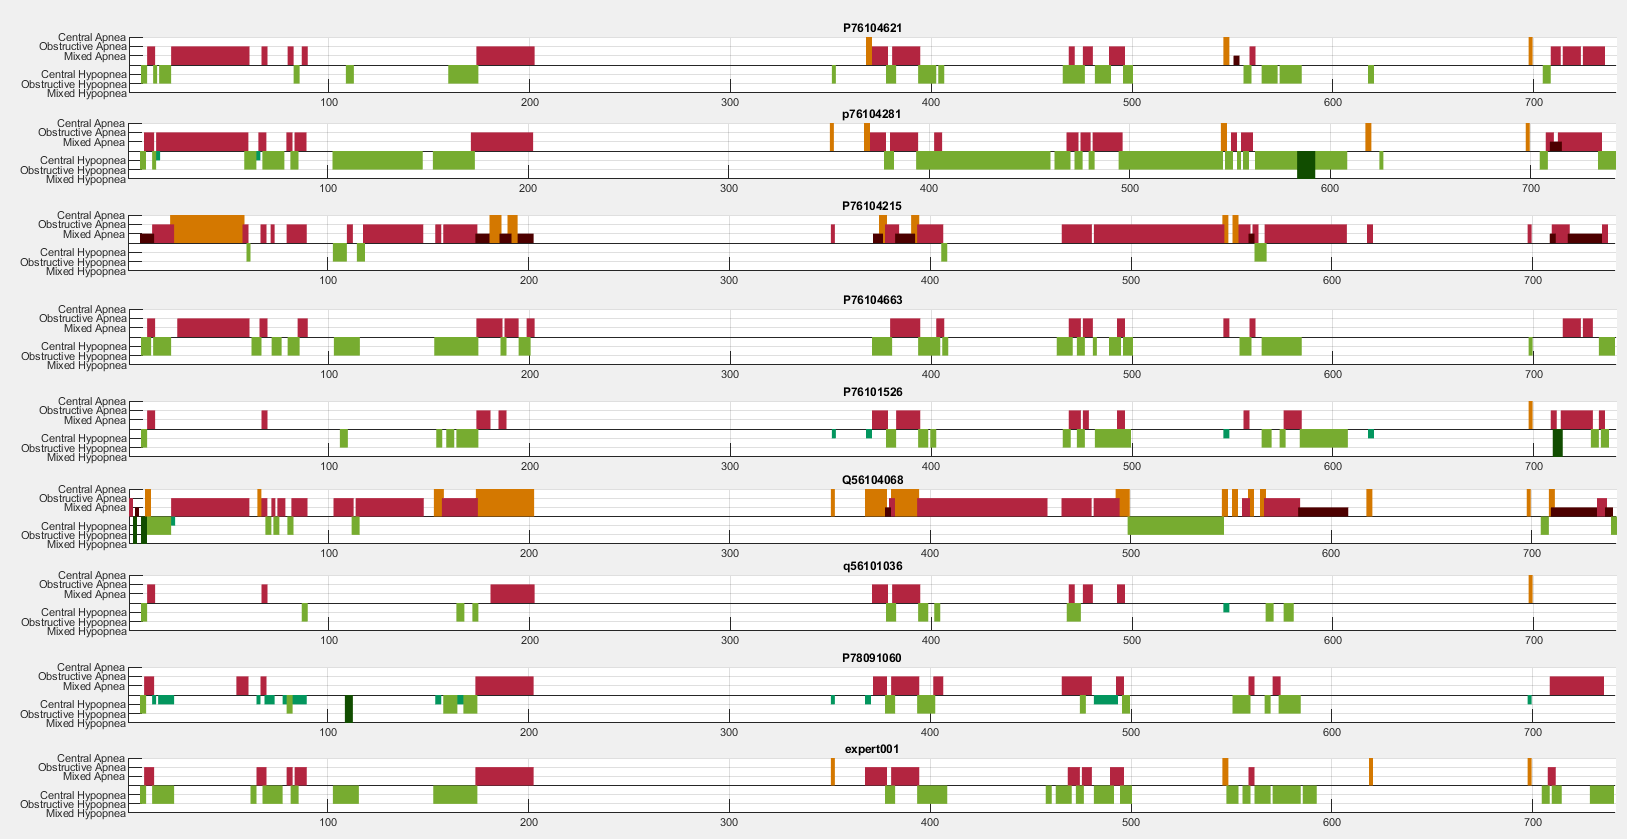 P76104621
Central Apnea
Obstructive Apnea
Mixed Apnea
Central Hypopnea
Obstructive Hypopnea
Mixed Hypopnea
100 200 300 400 500 600 700
p76104281
Central Apnea
Obstructive Apnea
Mixed Apnea
Central Hypopnea
Obstructive Hypopnea
Mixed Hypopnea
100 200 300 400 500 600 700
P76104215
Central Apnea
Obstructive Apnea
Mixed Apnea
Central Hypopnea
Obstructive Hypopnea
Mixed Hypopnea
100 200 300 400 500 600 700
P76104663
Central Apnea
Obstructive Apnea
Mixed Apnea
Central Hypopnea
Obstructive Hypopnea
Mixed Hypopnea
100 200 300 400 500 600 700
P76101526
Central Apnea
Obstructive Apnea
Mixed Apnea
Central Hypopnea
Obstructive Hypopnea
Mixed Hypopnea
100 200 300 400 500 600 700
Q56104068
Central Apnea
Obstructive Apnea
Mixed Apnea
Central Hypopnea
Obstructive Hypopnea
Mixed Hypopnea
100 200 300 400 500 600 700
q56101036
Central Apnea
Obstructive Apnea
Mixed Apnea
Central Hypopnea
Obstructive Hypopnea
Mixed Hypopnea
100 200 300 400 500 600 700
P78091060
Central Apnea
Obstructive Apnea
Mixed Apnea
Central Hypopnea
Obstructive Hypopnea
Mixed Hypopnea
100 200 300 400 500 600 700
expert001
Central Apnea
Obstructive Apnea
Mixed Apnea
Central Hypopnea
Obstructive Hypopnea
Mixed Hypopnea
100 200 300 400 500 600 700